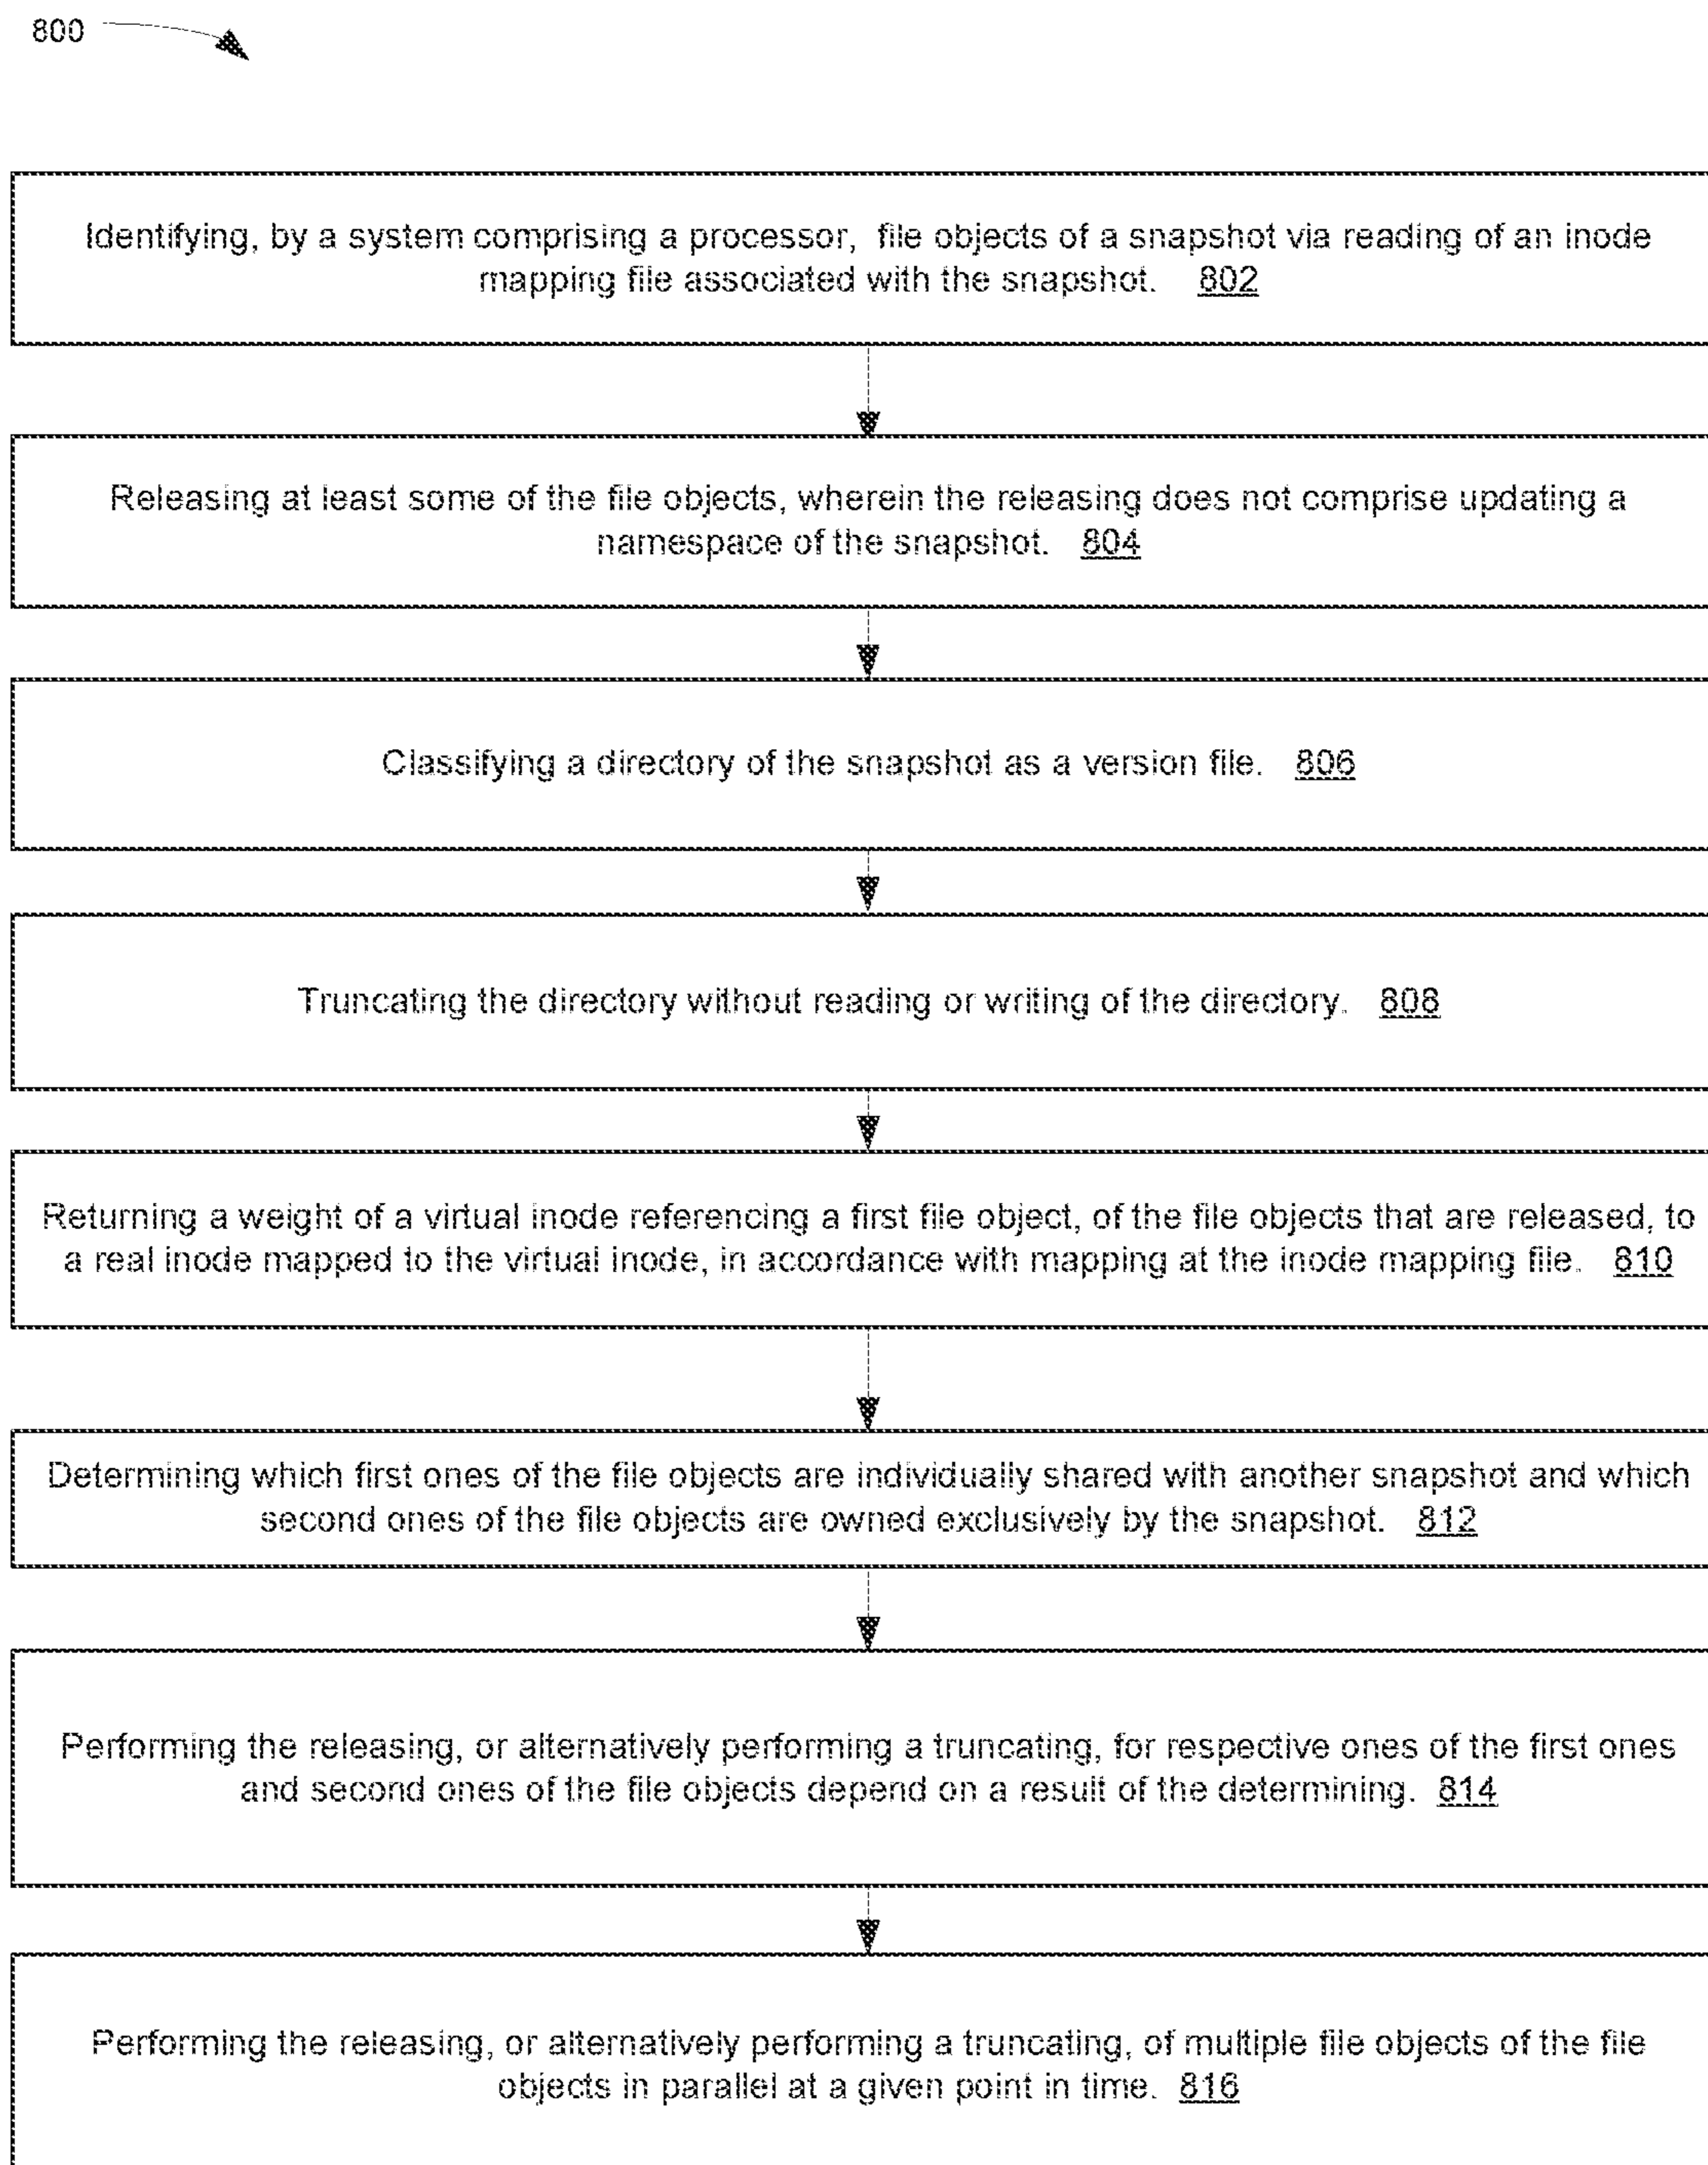 800
Identifying, by a system comprising a processor, file objects of a snapshot via reading of an inode
mapping file associated with the snapshot. 802
Releasing at least some of the file objects, wherein the releasing does not comprise updating a
namespace of the snapshot. 804
Classifying a directory of the snapshot as a version file. 806
Truncating the directory without reading or writing of the directory. 808
Returning a weight of a virtual inode referencing a first file object, of the file objects that are released, to
a real inode mapped to the virtual inode, in accordance with mapping at the inode mapping file. 810
Determining which first ones of the file objects are individually shared with another snapshot and which
second ones of the file objects are owned exclusively by the snapshot. 812
Performing the releasing, or alternatively performing a truncating, for respective ones of the first ones
and second ones of the file objects depend on a result of the determining. 814
Performing the releasing, or alternatively performing a truncating, of multiple file objects of the file
objects in parallel at a given point in time. 816